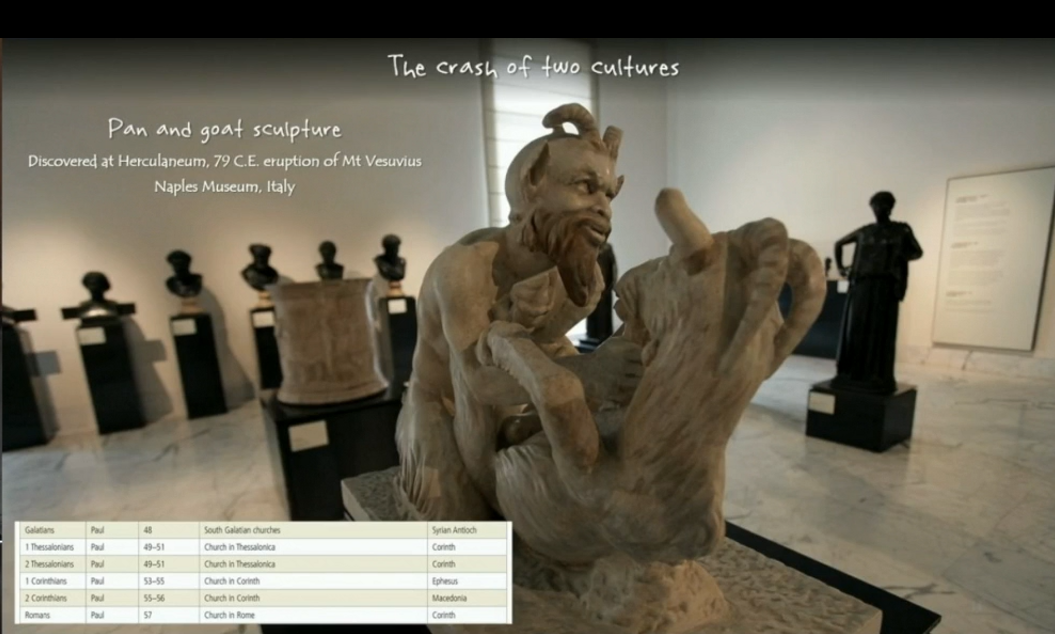 The crash of two cultures
Pan and goat sculpture
Discovered at Herculaneum, 79 C.E. eruption of Mt Vesuvius
Naples Museum, Italy
Galatians Paul 48 South Galatian churches Syrian Antioch
1 Thessalonians Paul 49–51 Church in Thessalonica Corinth
2 Thessalonians Paul 49–51 Church in Thessalonica Corinth
1 Corinthians Paul 53–55 Church in Corinth Ephesus
2 Corinthians Paul 55–56 Church in Corinth Macedonia
Romans Paul 57 Church in Rome Corinth